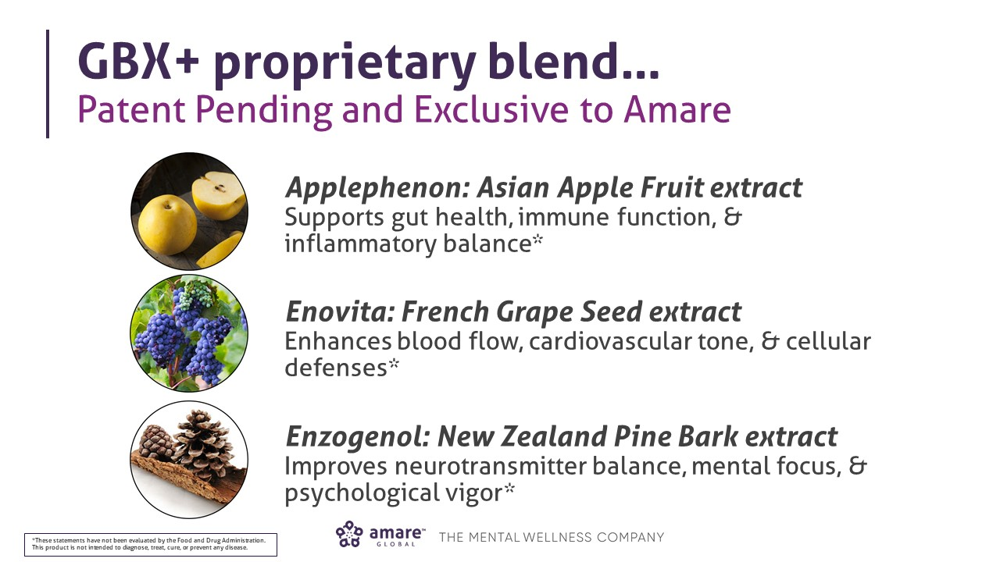 GBX+ proprietary blend...
Patent Pending and Exclusive to Amare
Applephenon: Asian Apple Fruit extract
Supports gut health, immune function, &
inflammatory balance*
Enovita: French Grape Seed extract
Enhances blood flow, cardiovascular tone, & cellular
defenses*
Enzogenol: New Zealand Pine Bark extract
Improves neurotransmitter balance, mental focus, &
psychological vigor*
*These statements have not been evaluated by the Food and Drug Administration.
This product is not intended to diagnose, treat, cure, or prevent any disease.
amare™
GLOBAL
THE MENTAL WELLNESS COMPANY